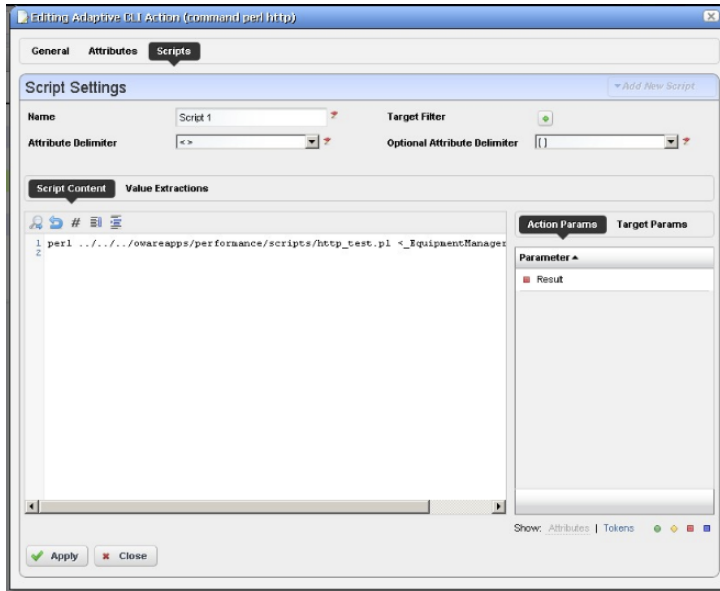 Editing Adaptive CLI Action (command perl http)
General Attributes Scripts
Script Settings
Add New Script
Name Script 1 Target Filter
Attribute Delimiter < > Optional Attribute Delimiter [ ]
Script Content Value Extractions
Action Params Target Params
1 perl ../../../owareapps/performance/scripts/http_test.pl <_EquipmentManager
2
Parameter
Result
Show: Attributes | Tokens
Apply Close